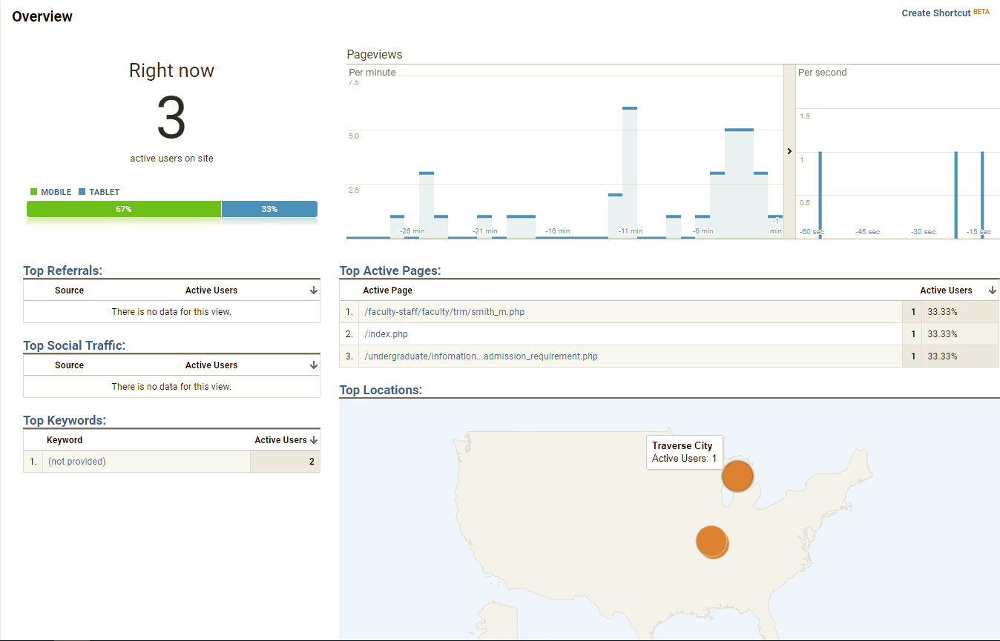 Overview
Create Shortcut BETA
Right now
3
active users on site
MOBILE TABLET
67% 33%
Pageviews
Per minute
7.5
5.0
2.5
-26 min -21 min -16 min -11 min -6 min -1 min
Per second
1.5
1
0.5
-60 sec -45 sec -30 sec -15 sec
Top Referrals:
Source Active Users
There is no data for this view.
Top Social Traffic:
Source Active Users
There is no data for this view.
Top Keywords:
Keyword Active Users
1. (not provided) 2
Top Active Pages:
Active Page Active Users
1. /faculty-staff/faculty/trm/smith_m.php 1 33.33%
2. /index.php 1 33.33%
3. /undergraduate/infomation...admission_requirement.php 1 33.33%
Top Locations:
Traverse City
Active Users: 1